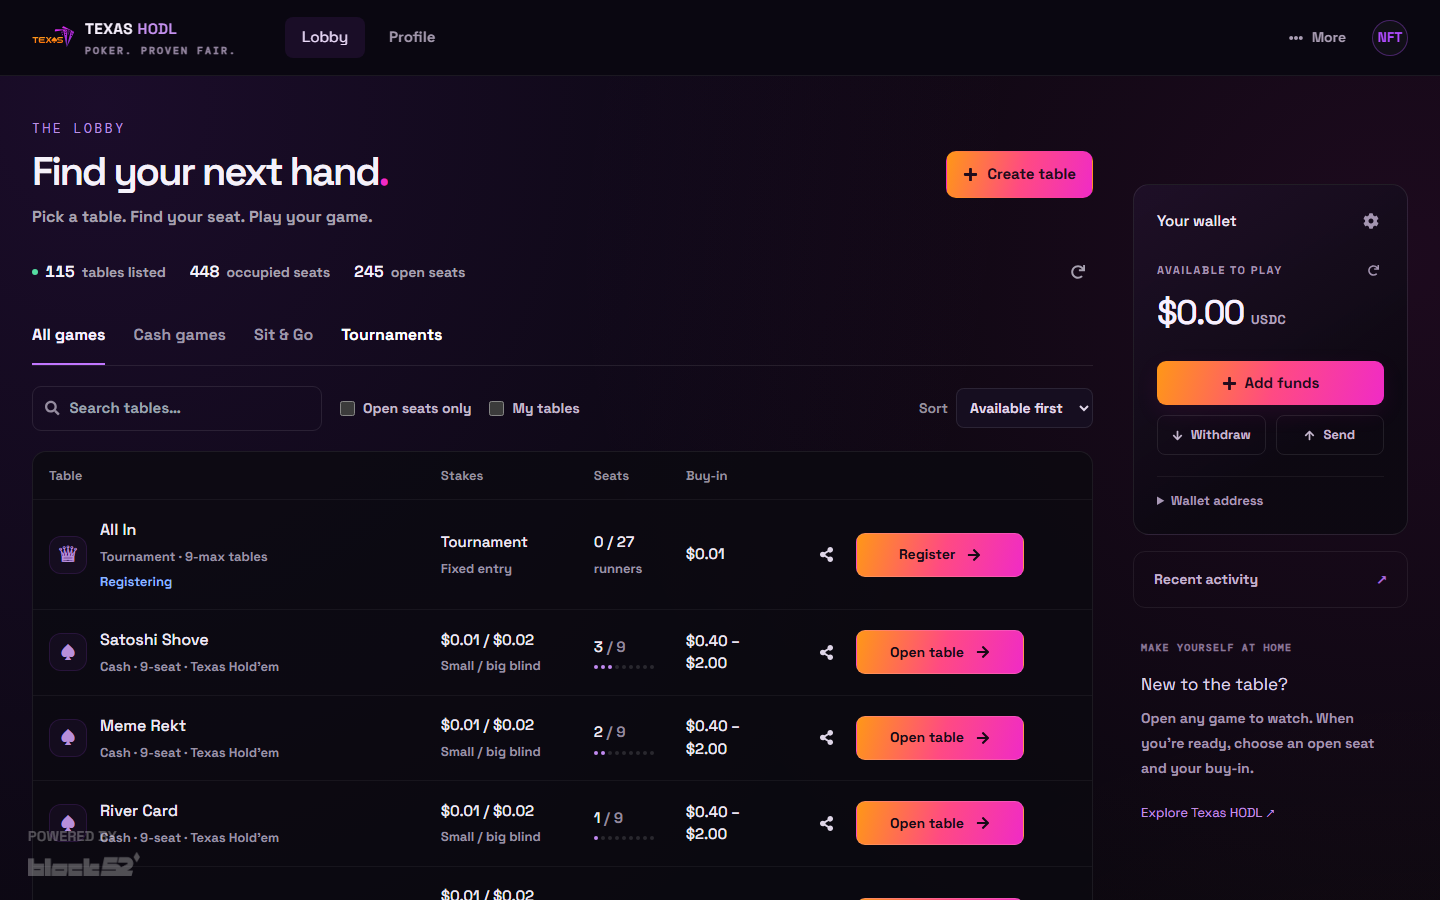 TEXAS
TEXAS HODL
POKER. PROVEN FAIR.
Lobby
Profile
More
NFT
THE LOBBY
Find your next hand.
Pick a table. Find your seat. Play your game.
Create table
115 tables listed
448 occupied seats
245 open seats
All games
Cash games
Sit & Go
Tournaments
Search tables...
Open seats only
My tables
Sort
Available first
Table
Stakes
Seats
Buy-in
All In
Tournament · 9-max tables
Registering
Tournament
Fixed entry
0 / 27
runners
$0.01
Register →
Satoshi Shove
Cash · 9-seat · Texas Hold'em
$0.01 / $0.02
Small / big blind
3 / 9
$0.40 –
$2.00
Open table →
Meme Rekt
Cash · 9-seat · Texas Hold'em
$0.01 / $0.02
Small / big blind
2 / 9
$0.40 –
$2.00
Open table →
River Card
Cash · 9-seat · Texas Hold'em
$0.01 / $0.02
Small / big blind
1 / 9
$0.40 –
$2.00
Open table →
$0.01 / $0.02
POWERED BY
block52
Your wallet
AVAILABLE TO PLAY
$0.00 USDC
Add funds
↓ Withdraw
↑ Send
Wallet address
Recent activity ↗
MAKE YOURSELF AT HOME
New to the table?
Open any game to watch. When
you're ready, choose an open seat
and your buy-in.
Explore Texas HODL ↗